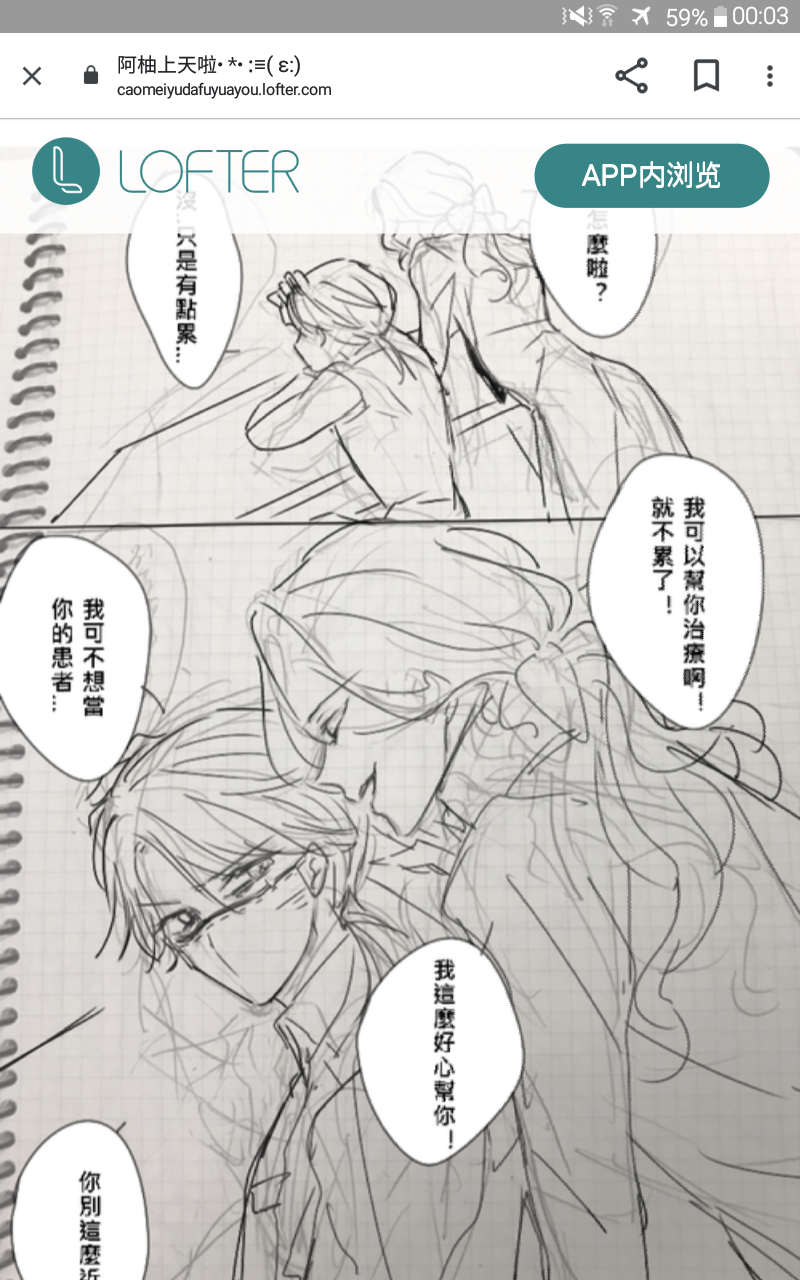 59% 00:03
阿柚上天啦• *• :≡( ε:)
caomeiyudafuyuayou.lofter.com
LOFTER
APP内浏览
怎麼啦？
沒…只是有點累…
我可以幫你治療啊！
就不累了！
我可不想當
你的患者…
我這麼好心幫你！
你別這麼近